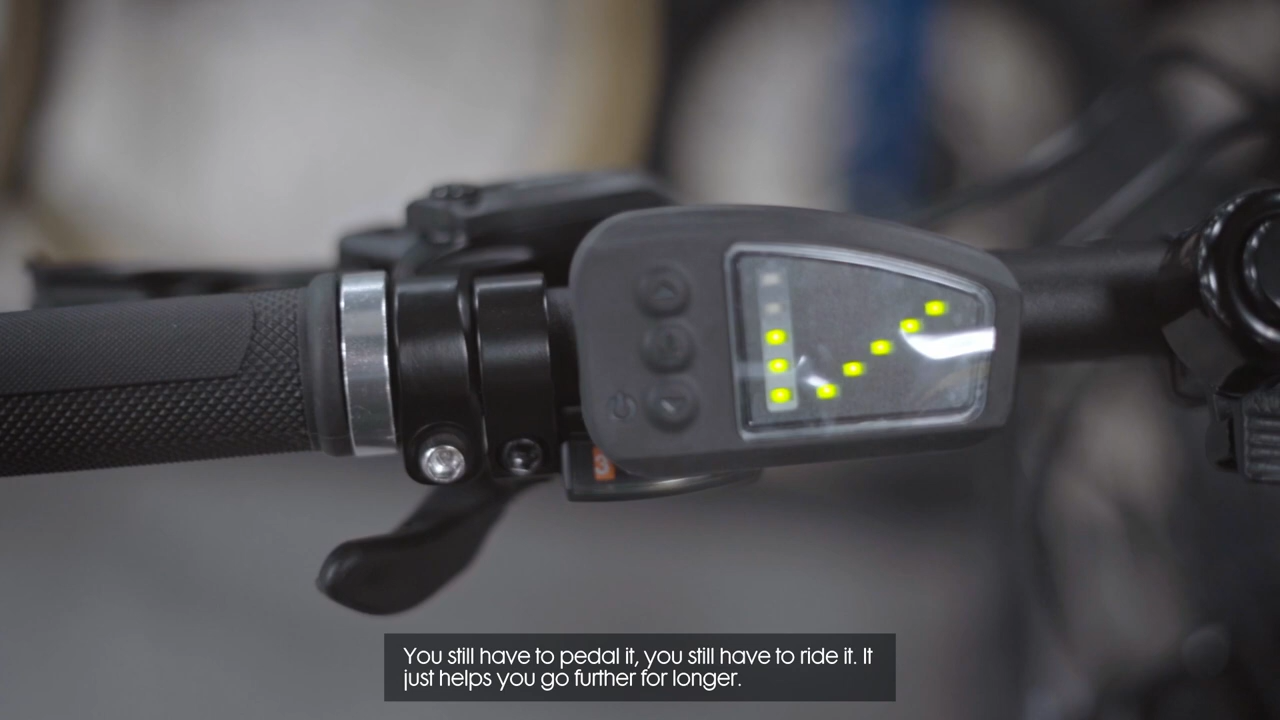 3
You still have to pedal it, you still have to ride it. It
just helps you go further for longer.